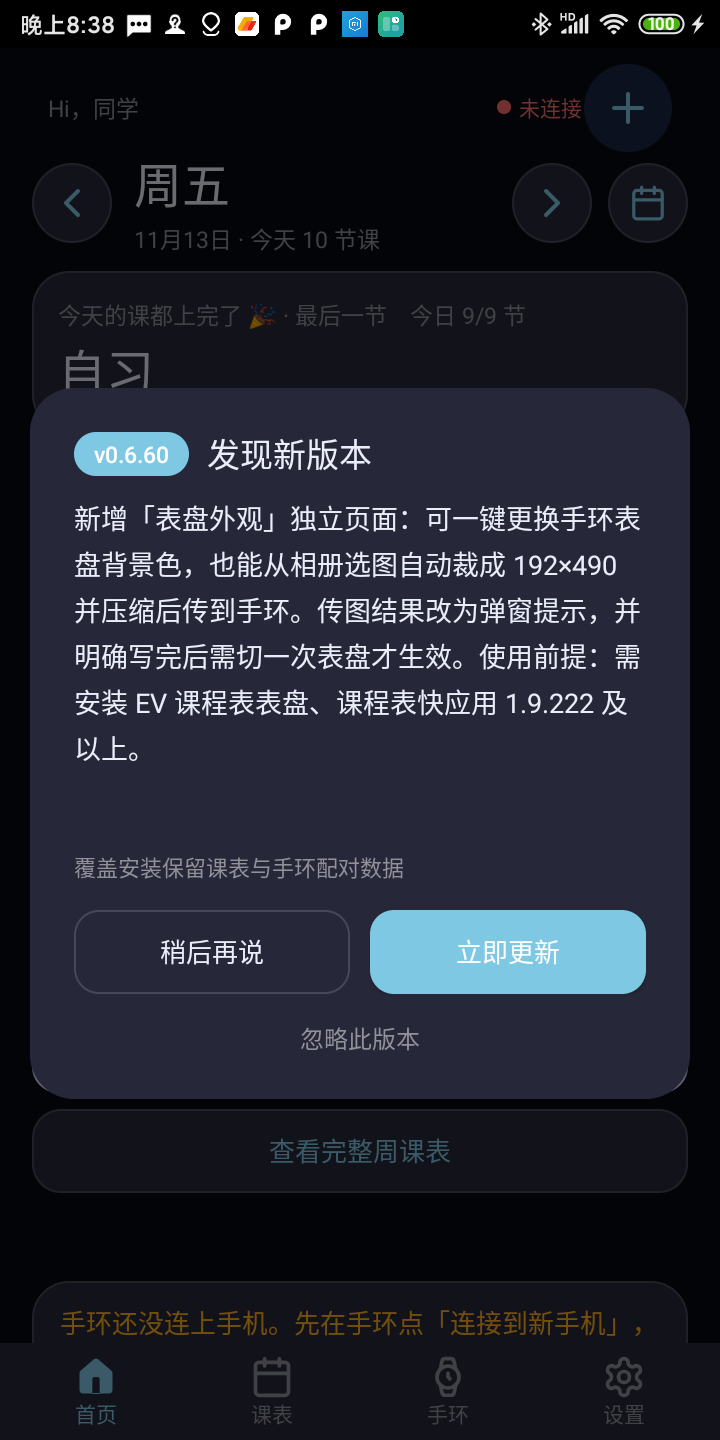 晚上8:38
HD
100
Hi，同学
未连接
周五
11月13日 · 今天 10 节课
今天的课都上完了 🎉 · 最后一节 今日 9/9 节
自习
v0.6.60 发现新版本
新增「表盘外观」独立页面：可一键更换手环表
盘背景色，也能从相册选图自动裁成 192×490
并压缩后传到手环。传图结果改为弹窗提示，并
明确写完后需切一次表盘才生效。使用前提：需
安装 EV 课程表表盘、课程表快应用 1.9.222 及
以上。
覆盖安装保留课表与手环配对数据
稍后再说
立即更新
忽略此版本
查看完整周课表
手环还没连上手机。先在手环点「连接到新手机」，
首页
课表
手环
设置